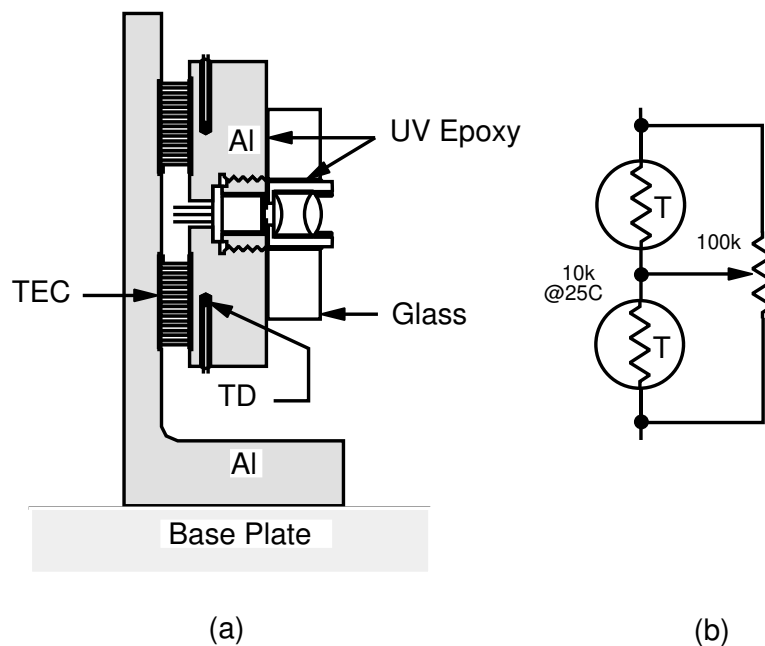 Al
UV Epoxy
TEC
Glass
TD
Al
Base Plate
(a)
T
100k
10k
@25C
T
(b)